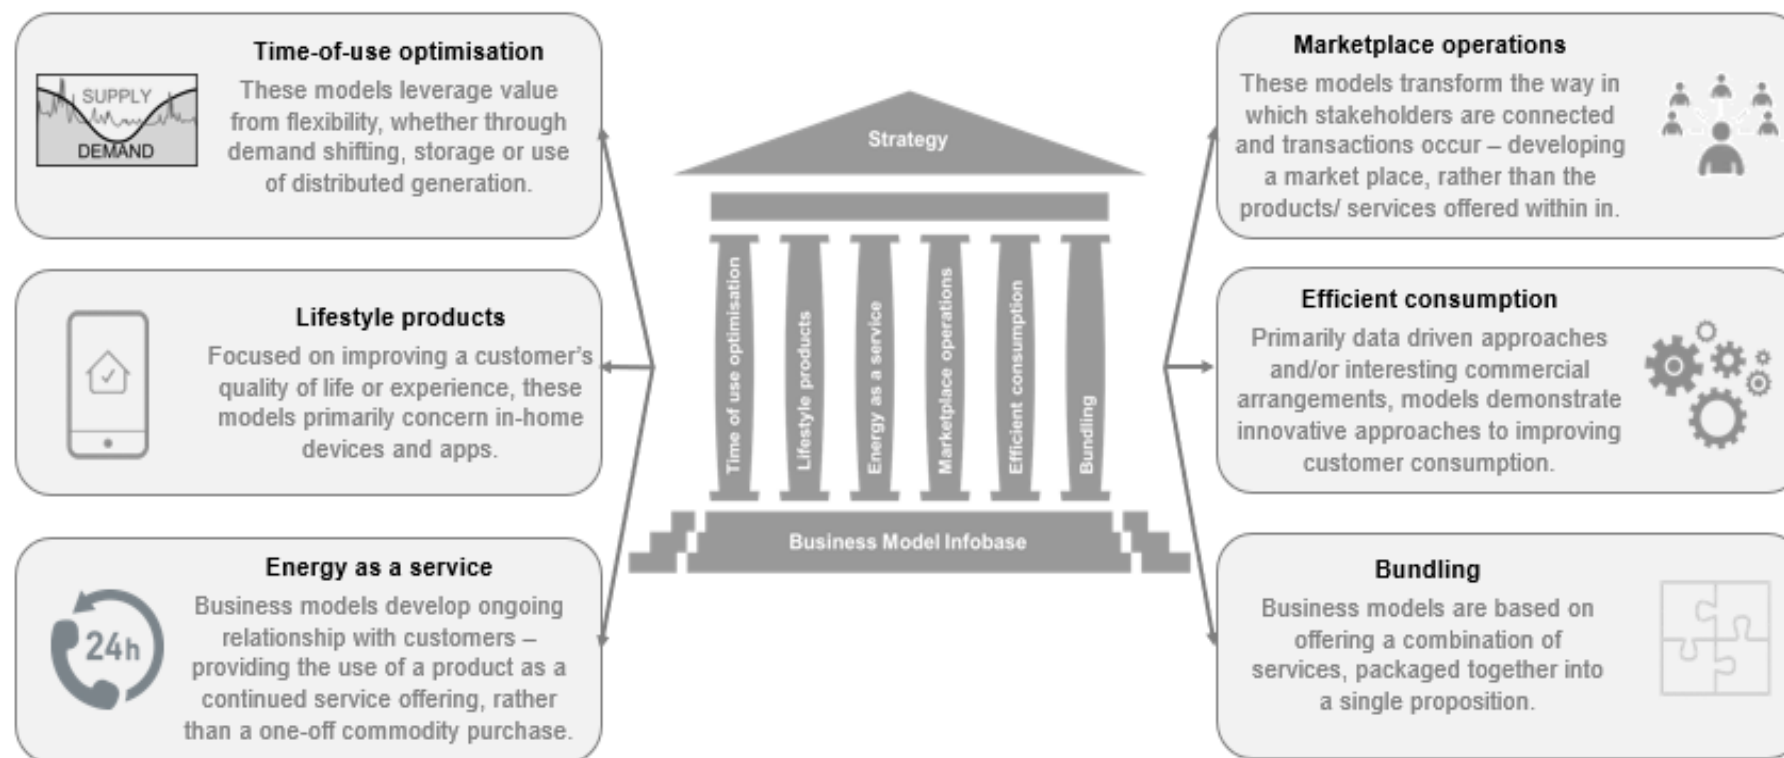 Time-of-use optimisation
SUPPLY
DEMAND
These models leverage value
from flexibility, whether through
demand shifting, storage or use
of distributed generation.
Lifestyle products
Focused on improving a customer's
quality of life or experience, these
models primarily concern in-home
devices and apps.
Energy as a service
24h
Business models develop ongoing
relationship with customers –
providing the use of a product as a
continued service offering, rather
than a one-off commodity purchase.
Strategy
Time of use optimisation
Lifestyle products
Energy as a service
Marketplace operations
Efficient consumption
Bundling
Business Model Infobase
Marketplace operations
These models transform the way in
which stakeholders are connected
and transactions occur – developing
a market place, rather than the
products/ services offered within in.
Efficient consumption
Primarily data driven approaches
and/or interesting commercial
arrangements, models demonstrate
innovative approaches to improving
customer consumption.
Bundling
Business models are based on
offering a combination of
services, packaged together into
a single proposition.